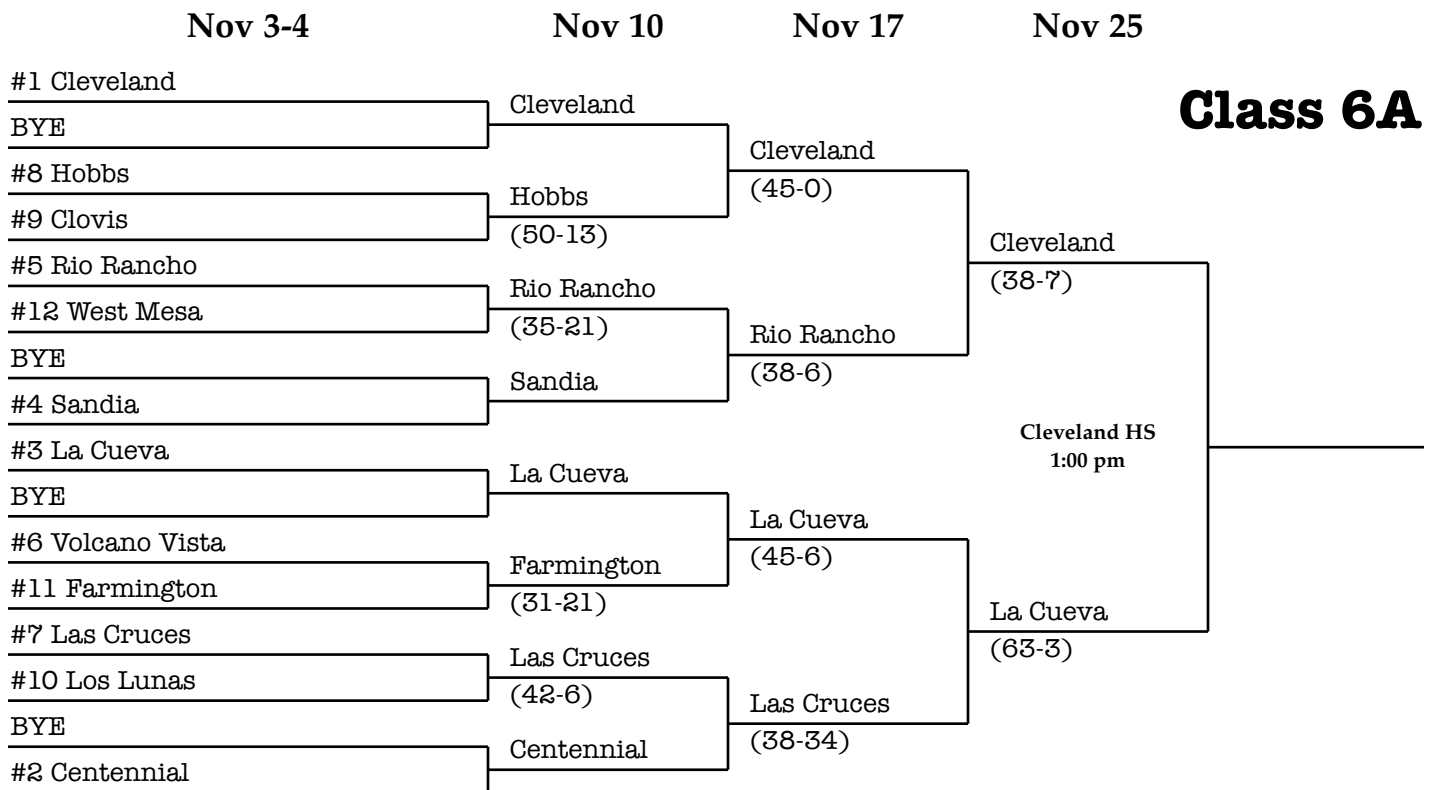 Nov 3-4
Nov 10
Nov 17
Nov 25
Class 6A
#1 Cleveland
BYE
#8 Hobbs
#9 Clovis
#5 Rio Rancho
#12 West Mesa
BYE
#4 Sandia
#3 La Cueva
BYE
#6 Volcano Vista
#11 Farmington
#7 Las Cruces
#10 Los Lunas
BYE
#2 Centennial
Cleveland
Hobbs
(50-13)
Rio Rancho
(35-21)
Sandia
La Cueva
Farmington
(31-21)
Las Cruces
(42-6)
Centennial
Cleveland
(45-0)
Rio Rancho
(38-6)
La Cueva
(45-6)
Las Cruces
(38-34)
Cleveland
(38-7)
Cleveland HS
1:00 pm
La Cueva
(63-3)